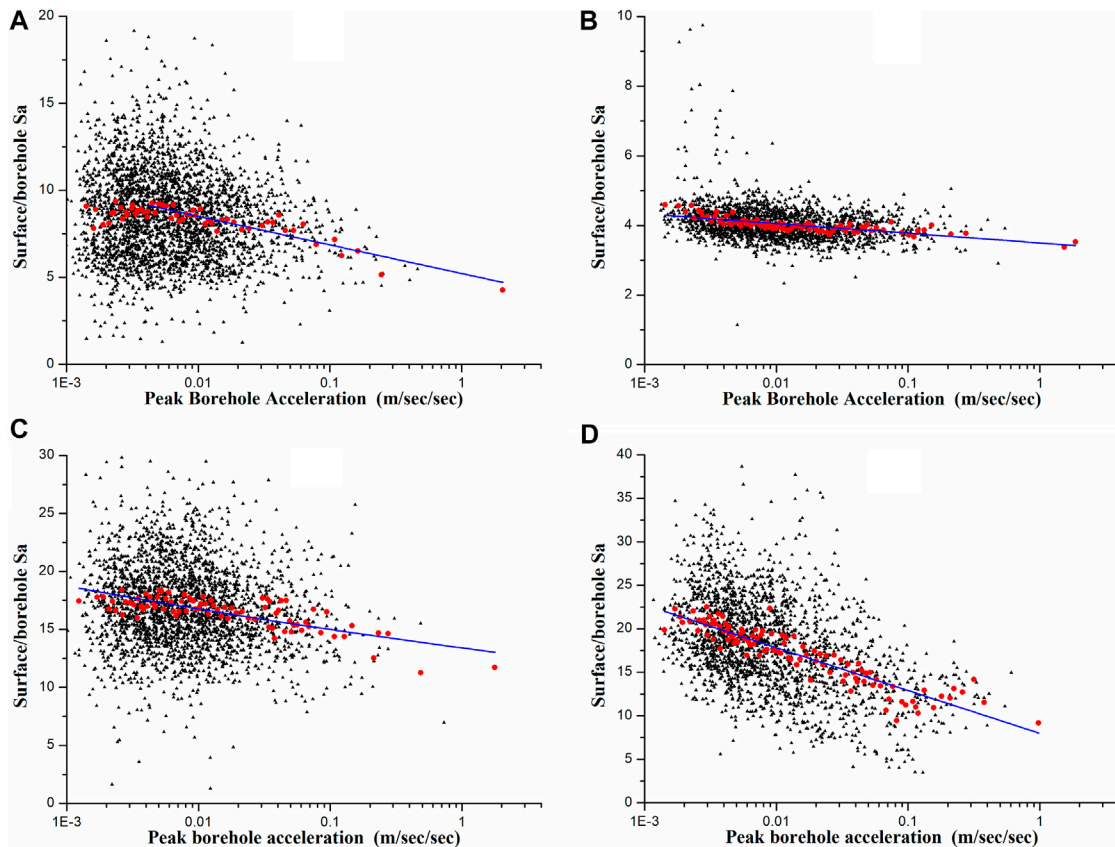 A
20
15
10
5
0
Surface/borehole Sa
1E-3 0.01 0.1 1
Peak Borehole Acceleration (m/sec/sec)
B
10
8
6
4
2
0
Surface/borehole Sa
1E-3 0.01 0.1 1
Peak Borehole Acceleration (m/sec/sec)
C
30
25
20
15
10
5
0
Surface/borehole Sa
1E-3 0.01 0.1 1
Peak borehole acceleration (m/sec/sec)
D
40
35
30
25
20
15
10
5
0
Surface/borehole Sa
1E-3 0.01 0.1 1
Peak borehole acceleration (m/sec/sec)